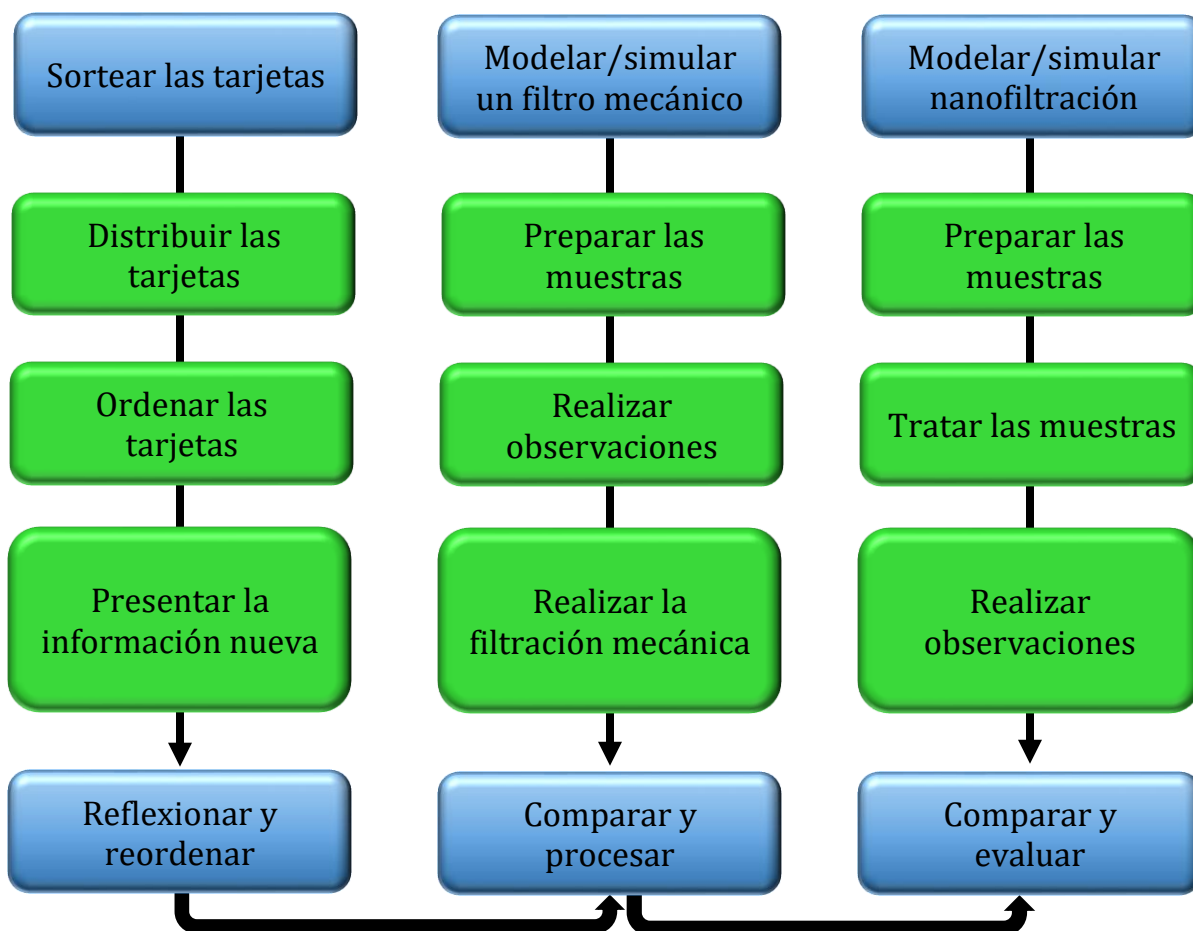 Sortear las tarjetas
Distribuir las
tarjetas
Ordenar las
tarjetas
Presentar la
información nueva
Reflexionar y
reordenar
Modelar/simular
un filtro mecánico
Preparar las
muestras
Realizar
observaciones
Realizar la
filtración mecánica
Comparar y
procesar
Modelar/simular
nanofiltración
Preparar las
muestras
Tratar las muestras
Realizar
observaciones
Comparar y
evaluar